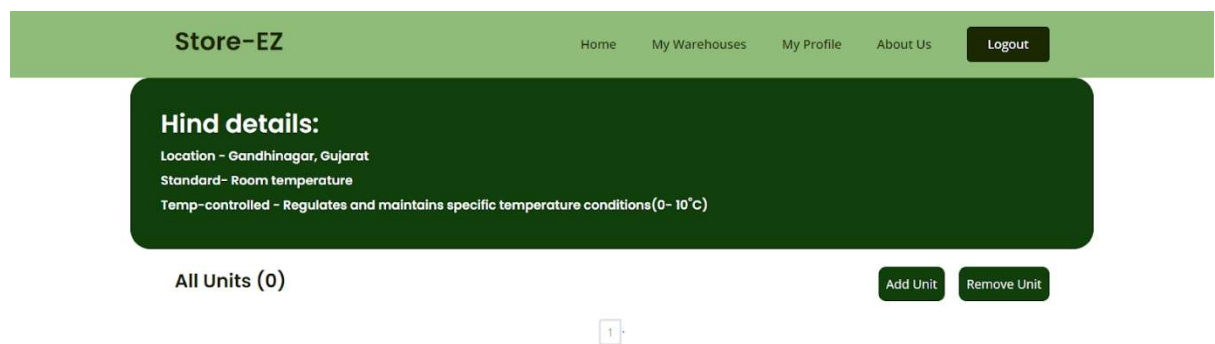 Store-EZ
Home My Warehouses My Profile About Us Logout
Hind details:
Location - Gandhinagar, Gujarat
Standard- Room temperature
Temp-controlled - Regulates and maintains specific temperature conditions(0- 10°C)
All Units (0)
Add Unit Remove Unit
1